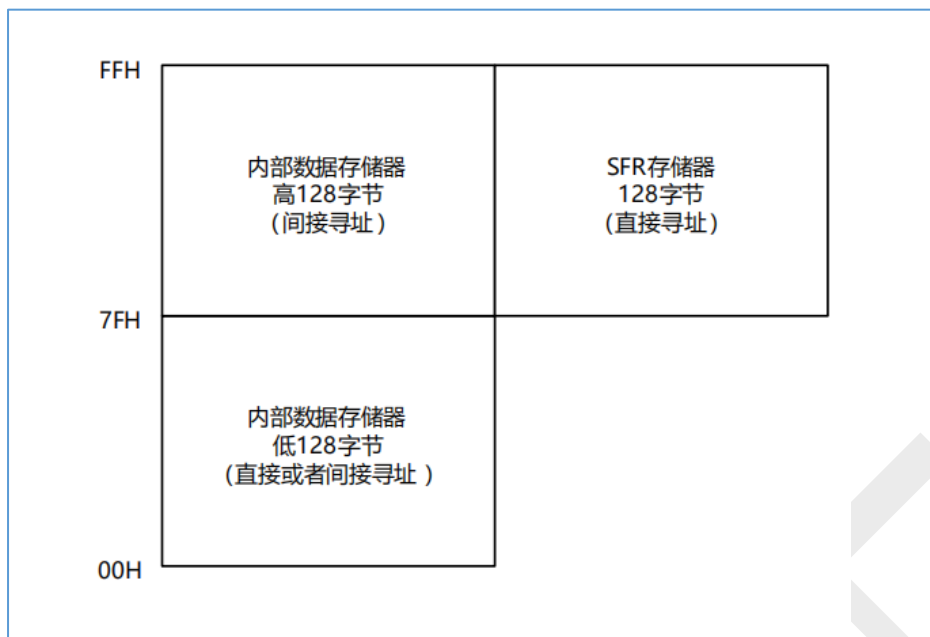 FFH
内部数据存储器
高128字节
(间接寻址)
SFR存储器
128字节
(直接寻址)
7FH
内部数据存储器
低128字节
(直接或者间接寻址 )
00H